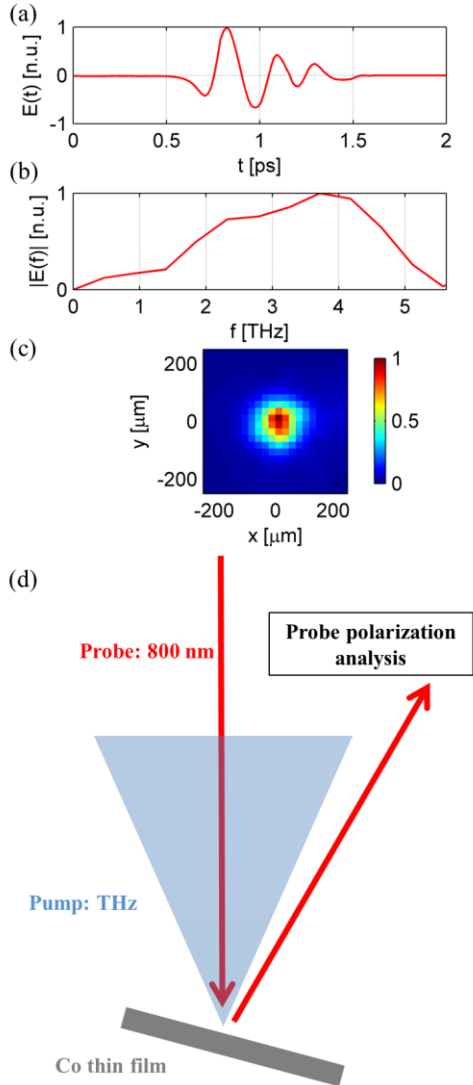 (a)
E(t) [n.u.]
1
0
-1
0
0.5
1
1.5
2
t [ps]
(b)
|E(f)| [n.u.]
1
0
0
1
2
3
4
5
f [THz]
(c)
y [μm]
200
0
-200
-200
0
200
x [μm]
1
0.5
0
(d)
Probe: 800 nm
Probe polarization
analysis
Pump: THz
Co thin film